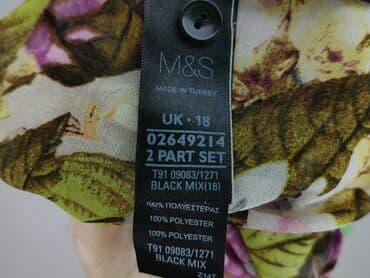 M&S
MADE IN TURKEY
UK · 18
02649214
2 PART SET
T91 09083/1271
BLACK MIX(18)
100% ΠΟΛΥΕΣΤΕΡΑΣ
100% POLYESTER
100% POLYESTER
T91 09083/1271
BLACK MIX
Z14T